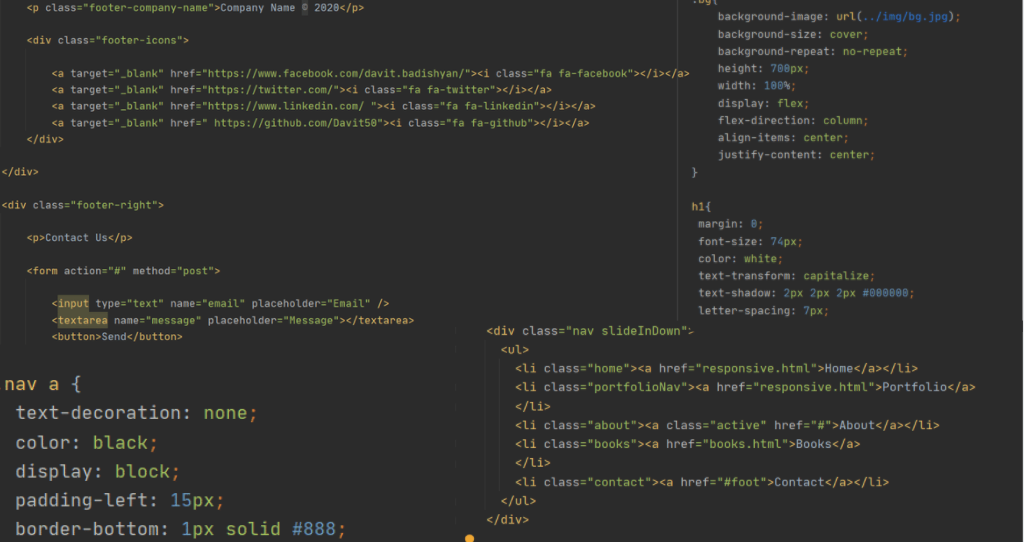 <p class="footer-company-name">Company Name © 2020</p>
<div class="footer-icons">
<a target="_blank" href="https://www.facebook.com/davit.badishyan/"><i class="fa fa-facebook"></i></a>
<a target="_blank" href="https://twitter.com/"><i class="fa fa-twitter"></i></a>
<a target="_blank" href="https://www.linkedin.com/ "><i class="fa fa-linkedin"></i></a>
<a target="_blank" href=" https://github.com/Davit50"><i class="fa fa-github"></i></a>
</div>
</div>
<div class="footer-right">
<p>Contact Us</p>
<form action="#" method="post">
<input type="text" name="email" placeholder="Email" />
<textarea name="message" placeholder="Message"></textarea>
<button>Send</button>
.bg{
background-image: url(../img/bg.jpg);
background-size: cover;
background-repeat: no-repeat;
height: 700px;
width: 100%;
display: flex;
flex-direction: column;
align-items: center;
justify-content: center;
}
h1{
margin: 0;
font-size: 74px;
color: white;
text-transform: capitalize;
text-shadow: 2px 2px 2px #000000;
letter-spacing: 7px;
.nav a {
text-decoration: none;
color: black;
display: block;
padding-left: 15px;
border-bottom: 1px solid #888;
<div class="nav slideInDown">
<ul>
<li class="home"><a href="responsive.html">Home</a></li>
<li class="portfolioNav"><a href="responsive.html">Portfolio</a>
</li>
<li class="about"><a class="active" href="#">About</a></li>
<li class="books"><a href="books.html">Books</a>
</li>
<li class="contact"><a href="#foot">Contact</a></li>
</ul>
</div>